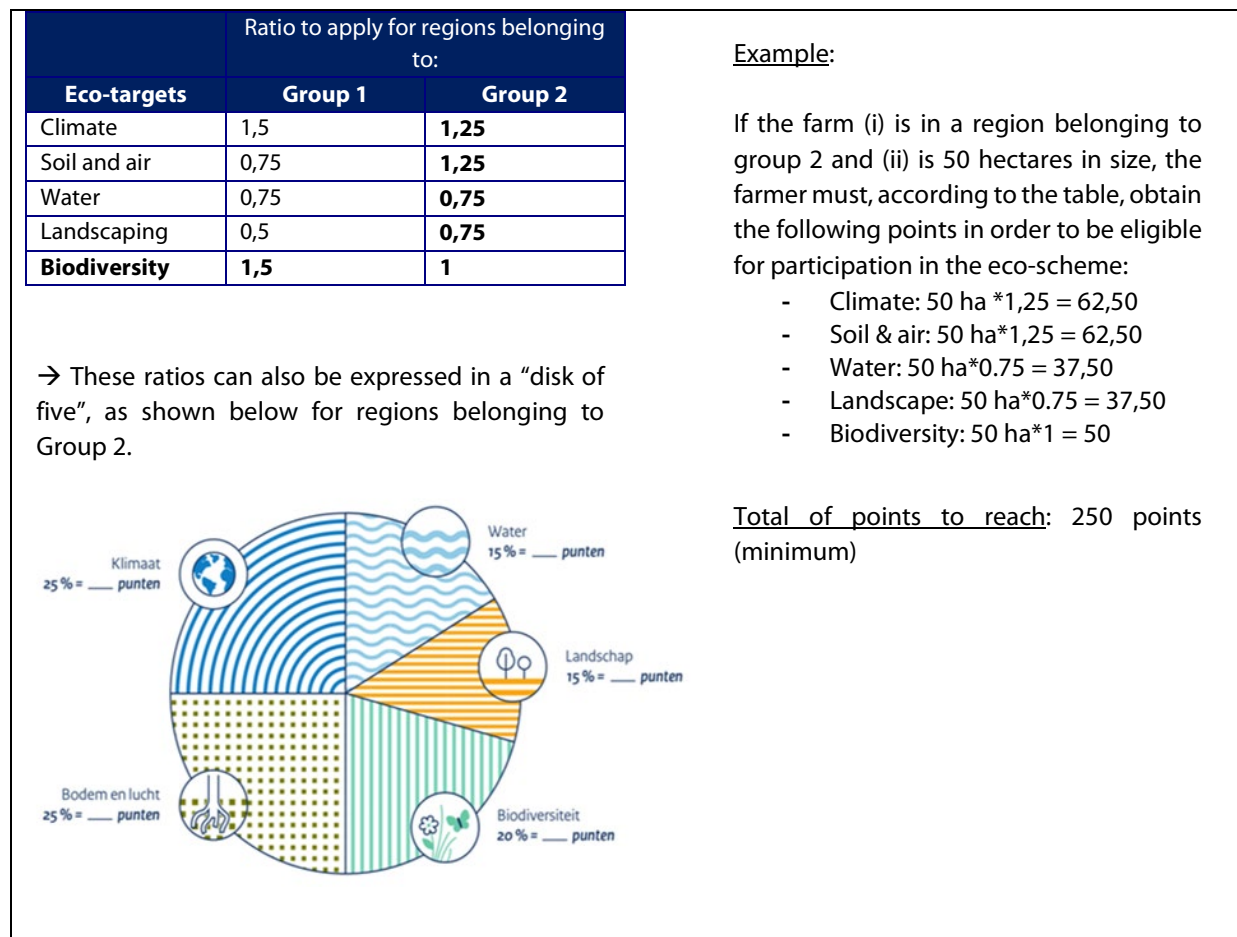 Ratio to apply for regions belonging
to:
Eco-targets Group 1 Group 2
Climate 1,5 1,25
Soil and air 0,75 1,25
Water 0,75 0,75
Landscaping 0,5 0,75
Biodiversity 1,5 1
→ These ratios can also be expressed in a “disk of
five”, as shown below for regions belonging to
Group 2.
Klimaat
25 % = ___ punten
Water
15 % = ___ punten
Landschap
15 % = ___ punten
Bodem en lucht
25 % = ___ punten
Biodiversiteit
20 % = ___ punten
Example:
If the farm (i) is in a region belonging to
group 2 and (ii) is 50 hectares in size, the
farmer must, according to the table, obtain
the following points in order to be eligible
for participation in the eco-scheme:
- Climate: 50 ha *1,25 = 62,50
- Soil & air: 50 ha*1,25 = 62,50
- Water: 50 ha*0.75 = 37,50
- Landscape: 50 ha*0.75 = 37,50
- Biodiversity: 50 ha*1 = 50
Total of points to reach: 250 points
(minimum)